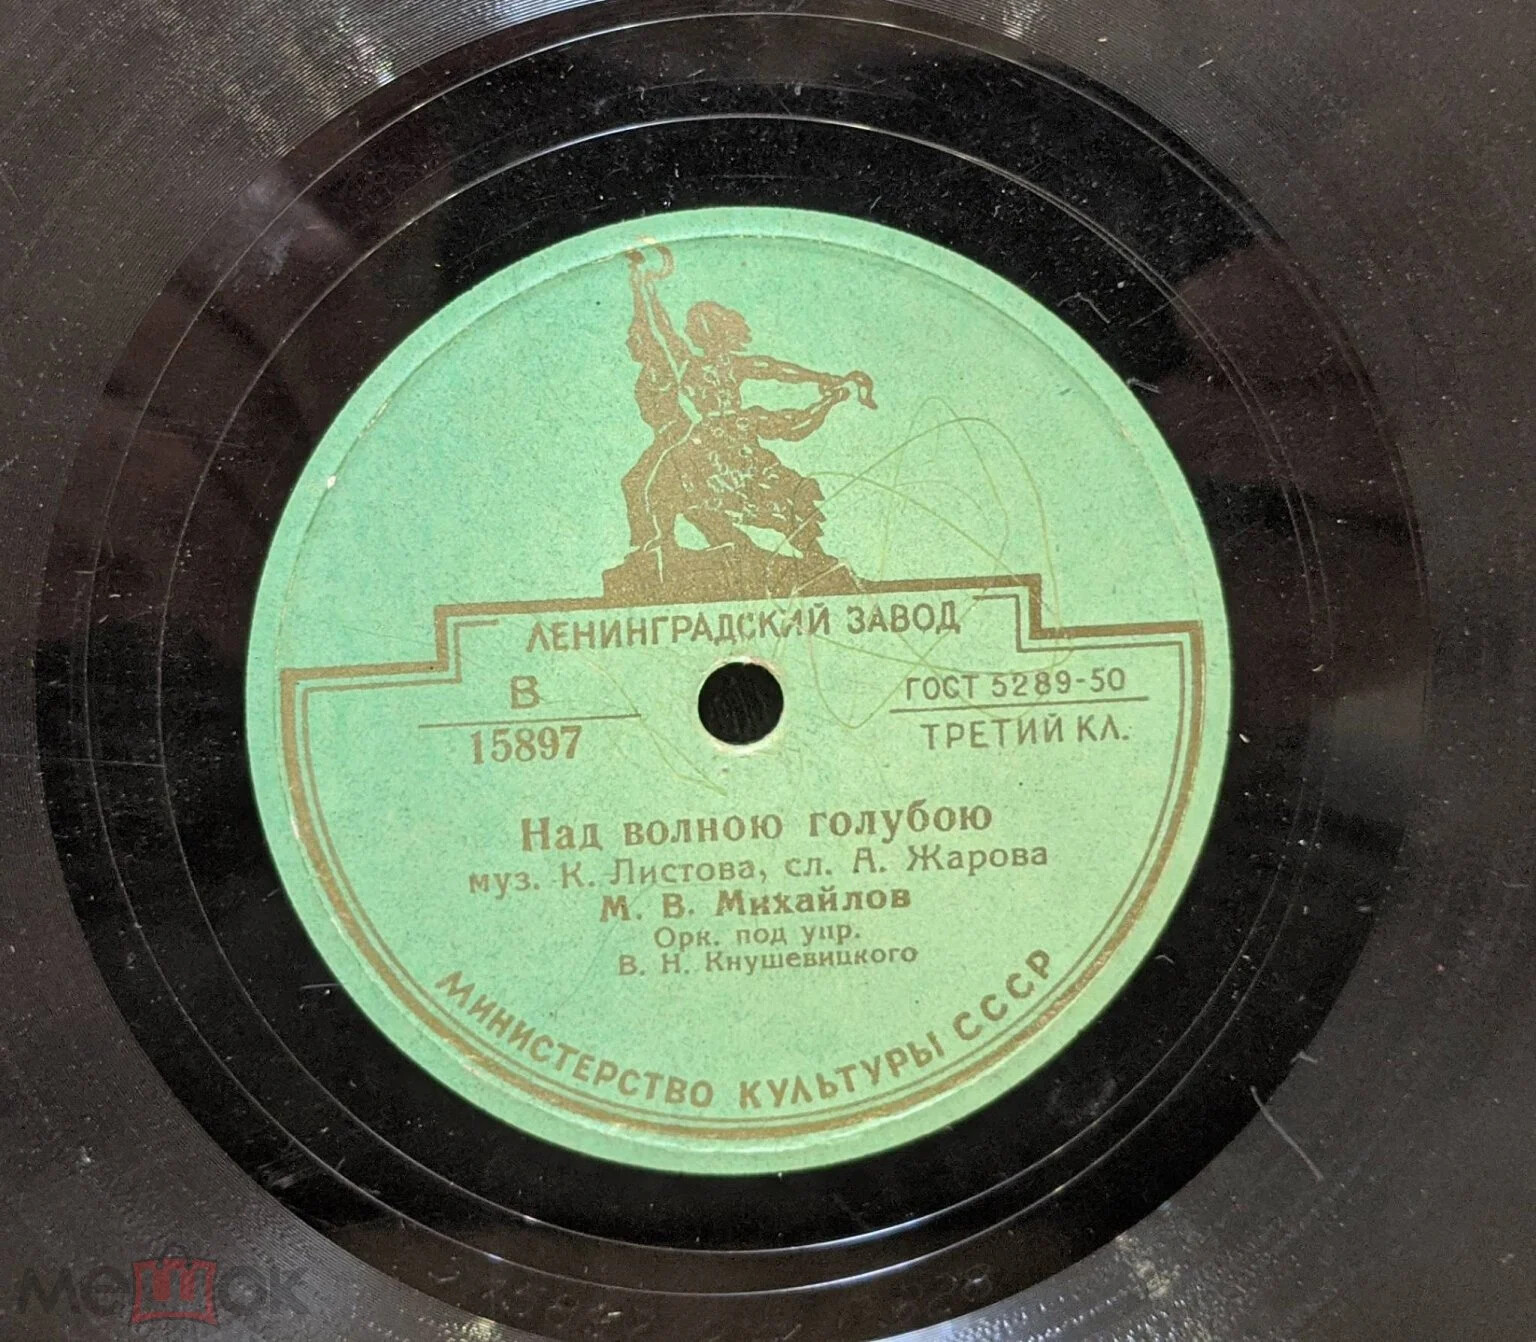 ЛЕНИНГРАДСКИЙ ЗАВОД
В
15897
ГОСТ 5289-50
ТРЕТИЙ КЛ.
Над волною голубою
муз. К. Листова, сл. А. Жарова
М. В. Михайлов
Орк. под упр.
В. Н. Кнушевицкого
МИНИСТЕРСТВО КУЛЬТУРЫ СССР
мешок